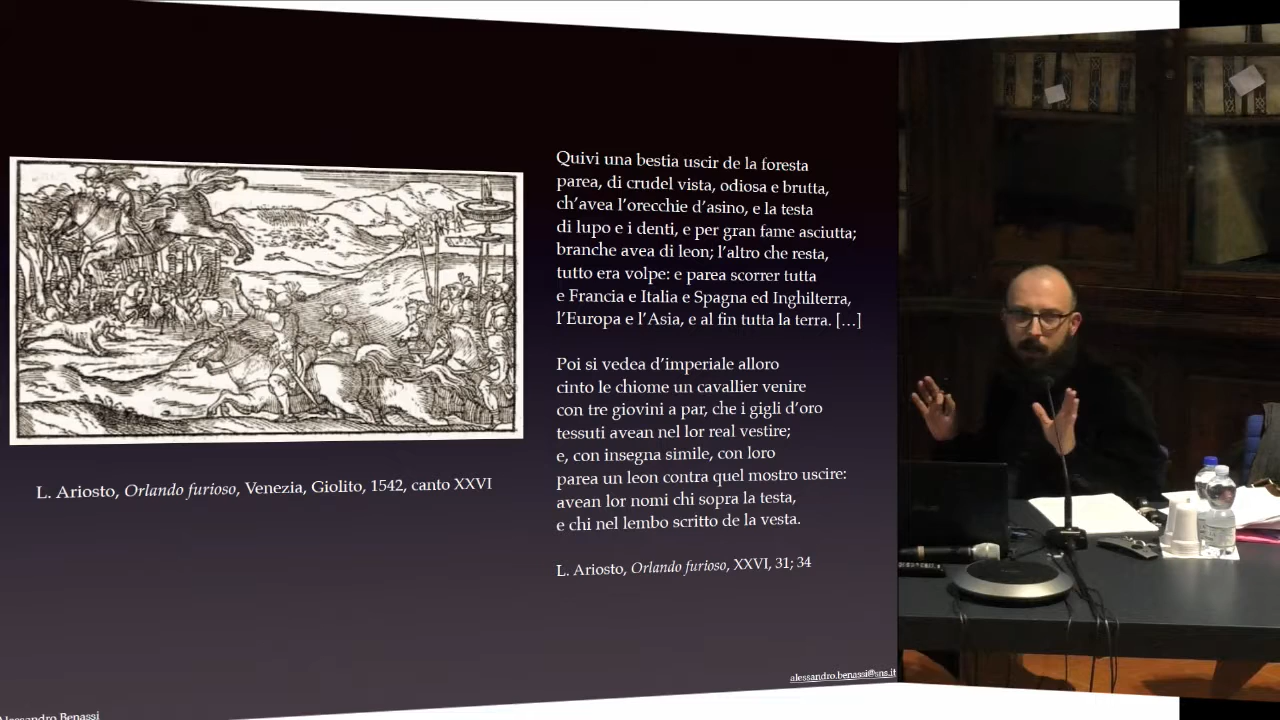 Quivi una bestia uscir de la foresta
parea, di crudel vista, odiosa e brutta,
ch'avea l'orecchie d'asino, e la testa
di lupo e i denti, e per gran fame asciutta;
branche avea di leon; l'altro che resta,
tutto era volpe: e parea scorrer tutta
e Francia e Italia e Spagna ed Inghilterra,
l'Europa e l'Asia, e al fin tutta la terra. […]
Poi si vedea d'imperiale alloro
cinto le chiome un cavallier venire
con tre giovini a par, che i gigli d'oro
tessuti avean nel lor real vestire;
e, con insegna simile, con loro
parea un leon contra quel mostro uscire:
avean lor nomi chi sopra la testa,
e chi nel lembo scritto de la vesta.
L. Ariosto, Orlando furioso, XXVI, 31; 34
L. Ariosto, Orlando furioso, Venezia, Giolito, 1542, canto XXVI
alessandro.benassi@sns.it
Alessandro Benassi